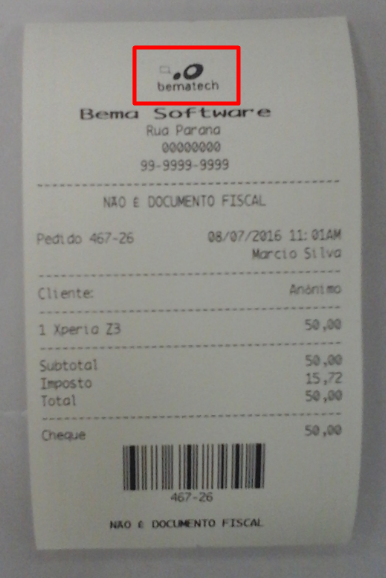 bematech
Bema Software
Rua Parana
00000000
99-9999-9999
NÃO É DOCUMENTO FISCAL
Pedido 467-26 08/07/2016 11:01AM
Marcio Silva
Cliente: Anónimo
1 Xperia Z3 50,00
Subtotal 50,00
Imposto 15,72
Total 50,00
Cheque 50,00
467-26
NÃO É DOCUMENTO FISCAL